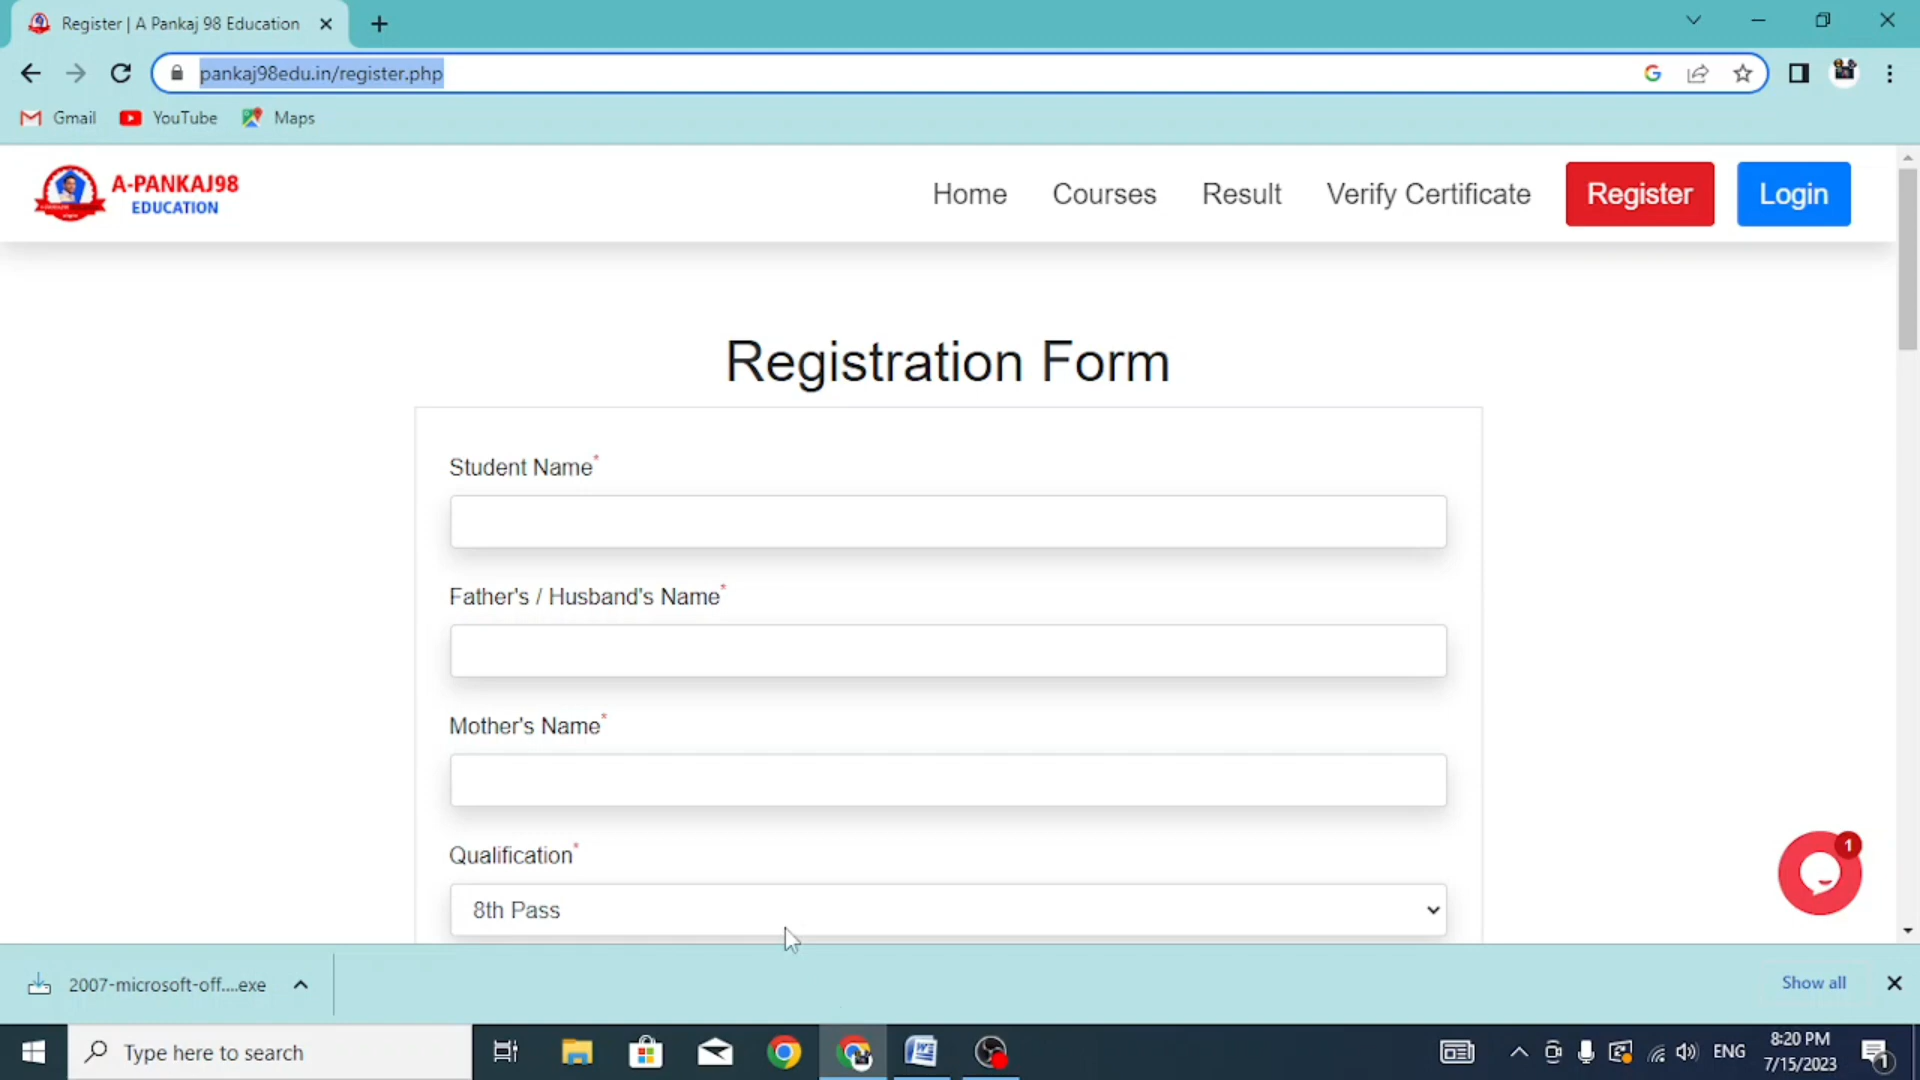 Register | A Pankaj 98 Education
pankaj98edu.in/register.php
Gmail YouTube Maps
A-PANKAJ98
EDUCATION
Home Courses Result Verify Certificate Register Login
Registration Form
Student Name*
Father's / Husband's Name*
Mother's Name*
Qualification*
8th Pass
1
2007-microsoft-off....exe
Show all
Type here to search
ENG
8:20 PM
7/15/2023
1